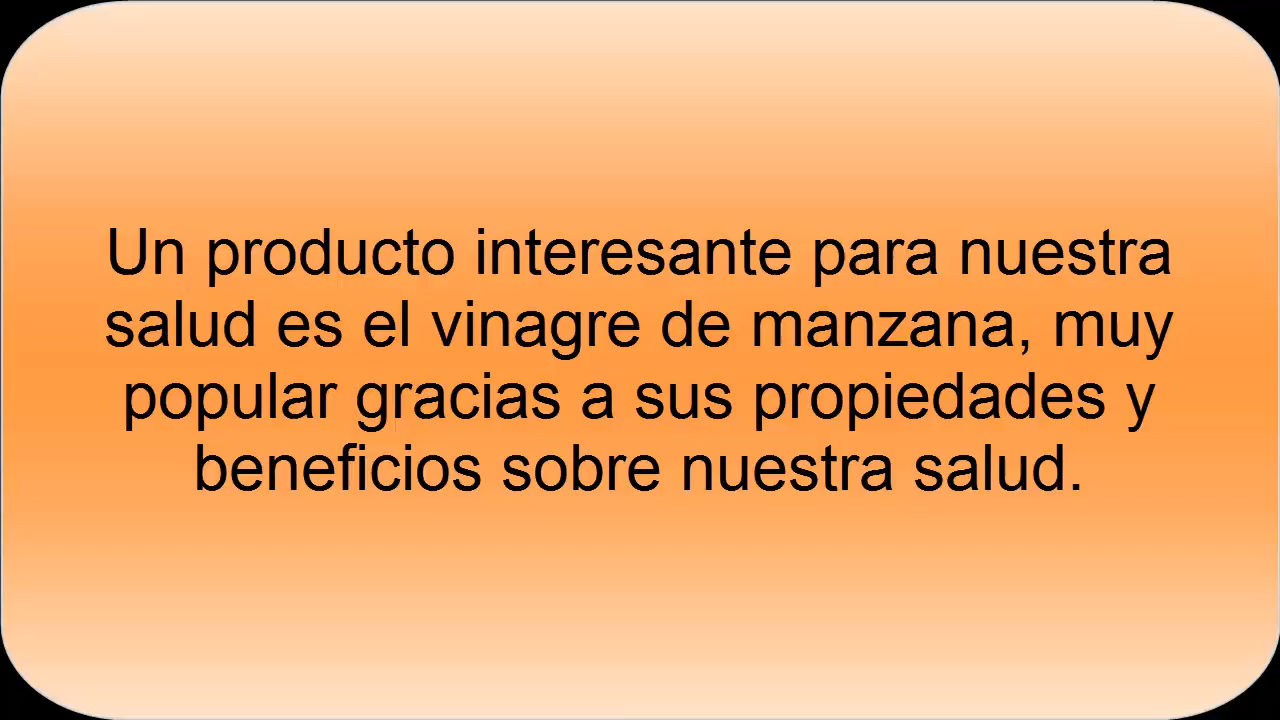 Un producto interesante para nuestra
salud es el vinagre de manzana, muy
popular gracias a sus propiedades y
beneficios sobre nuestra salud.